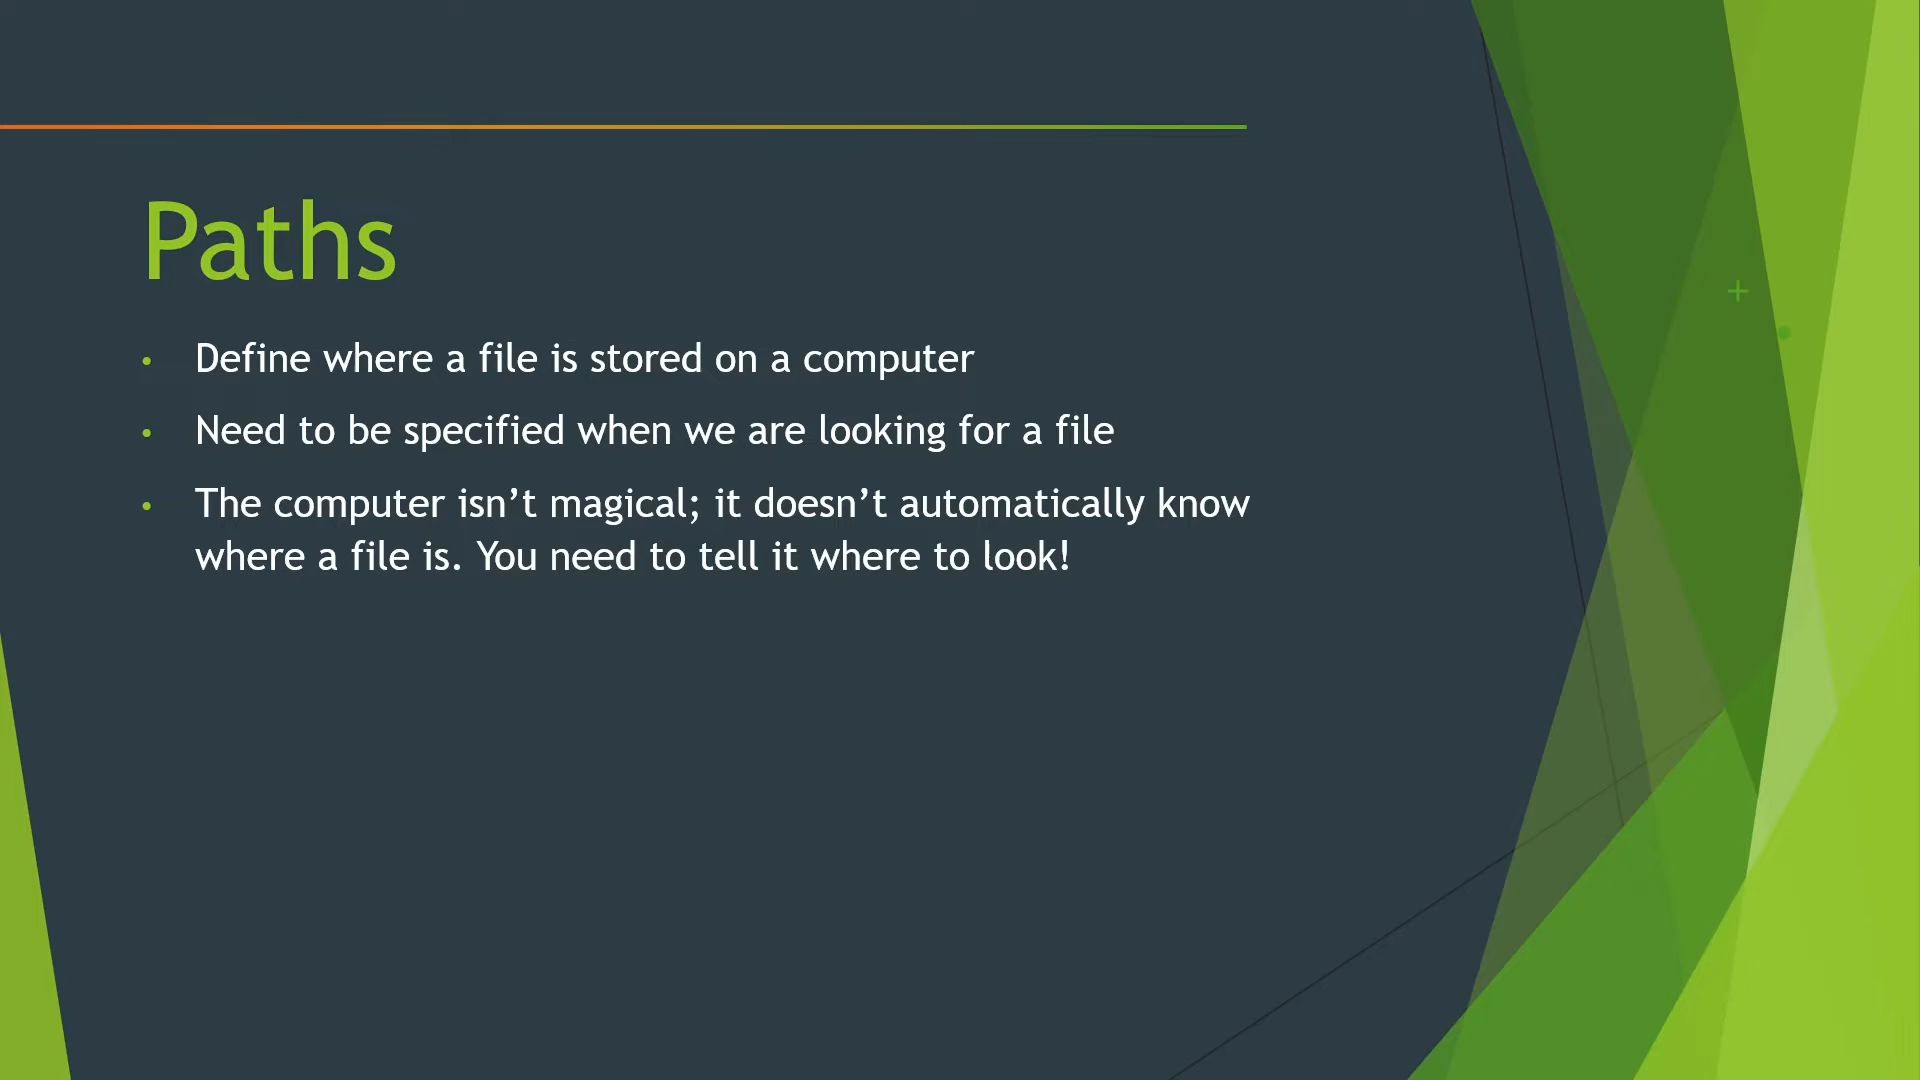 Paths
• Define where a file is stored on a computer
• Need to be specified when we are looking for a file
• The computer isn’t magical; it doesn’t automatically know
where a file is. You need to tell it where to look!